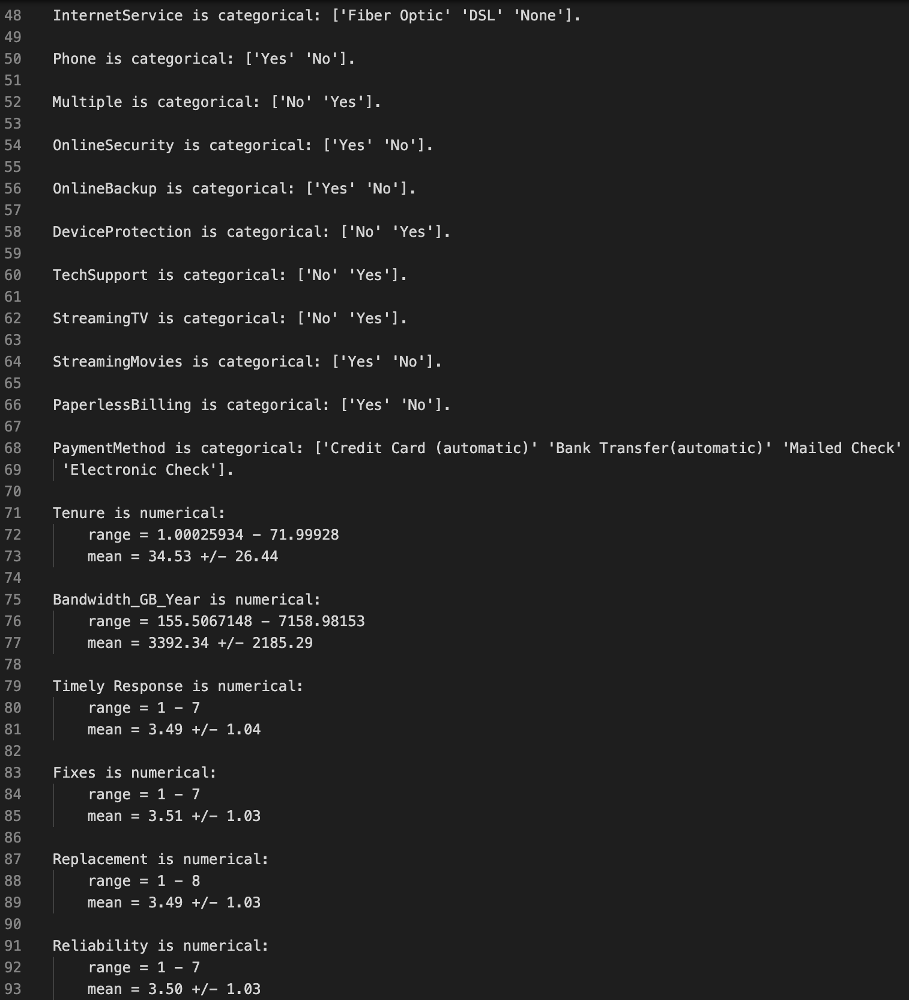 48 InternetService is categorical: ['Fiber Optic' 'DSL' 'None'].
49
50 Phone is categorical: ['Yes' 'No'].
51
52 Multiple is categorical: ['No' 'Yes'].
53
54 OnlineSecurity is categorical: ['Yes' 'No'].
55
56 OnlineBackup is categorical: ['Yes' 'No'].
57
58 DeviceProtection is categorical: ['No' 'Yes'].
59
60 TechSupport is categorical: ['No' 'Yes'].
61
62 StreamingTV is categorical: ['No' 'Yes'].
63
64 StreamingMovies is categorical: ['Yes' 'No'].
65
66 PaperlessBilling is categorical: ['Yes' 'No'].
67
68 PaymentMethod is categorical: ['Credit Card (automatic)' 'Bank Transfer(automatic)' 'Mailed Check'
69 'Electronic Check'].
70
71 Tenure is numerical:
72 range = 1.00025934 - 71.99928
73 mean = 34.53 +/- 26.44
74
75 Bandwidth_GB_Year is numerical:
76 range = 155.5067148 - 7158.98153
77 mean = 3392.34 +/- 2185.29
78
79 Timely Response is numerical:
80 range = 1 - 7
81 mean = 3.49 +/- 1.04
82
83 Fixes is numerical:
84 range = 1 - 7
85 mean = 3.51 +/- 1.03
86
87 Replacement is numerical:
88 range = 1 - 8
89 mean = 3.49 +/- 1.03
90
91 Reliability is numerical:
92 range = 1 - 7
93 mean = 3.50 +/- 1.03